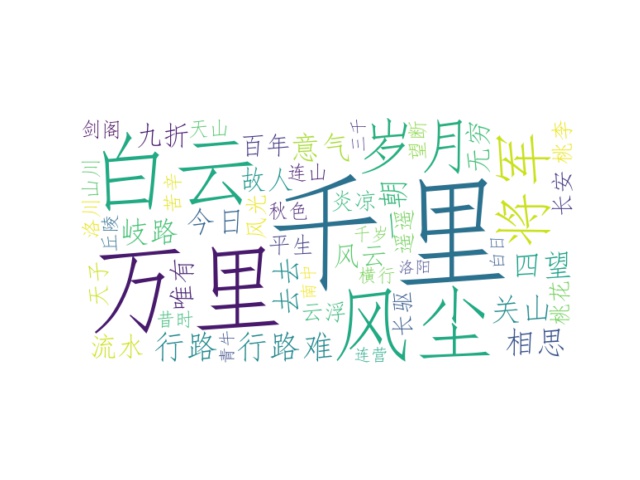 剑阁 九折 天山 百年 意气 三千 岁月 望断 无穷 桃李
白云 故人 连山 炎凉 朝 将军 长安
洛川 山川 苦辛 丘陵 岐路 今日 风光 秋色 千里 遥遥
天子 万里 唯有 去去 平生 风云 千岁 横行 白日 四望
昔时 南中 云浮 长驱 洛 西 关山 桃花
流水 行路 青牛 行路难 连营 风尘 相思